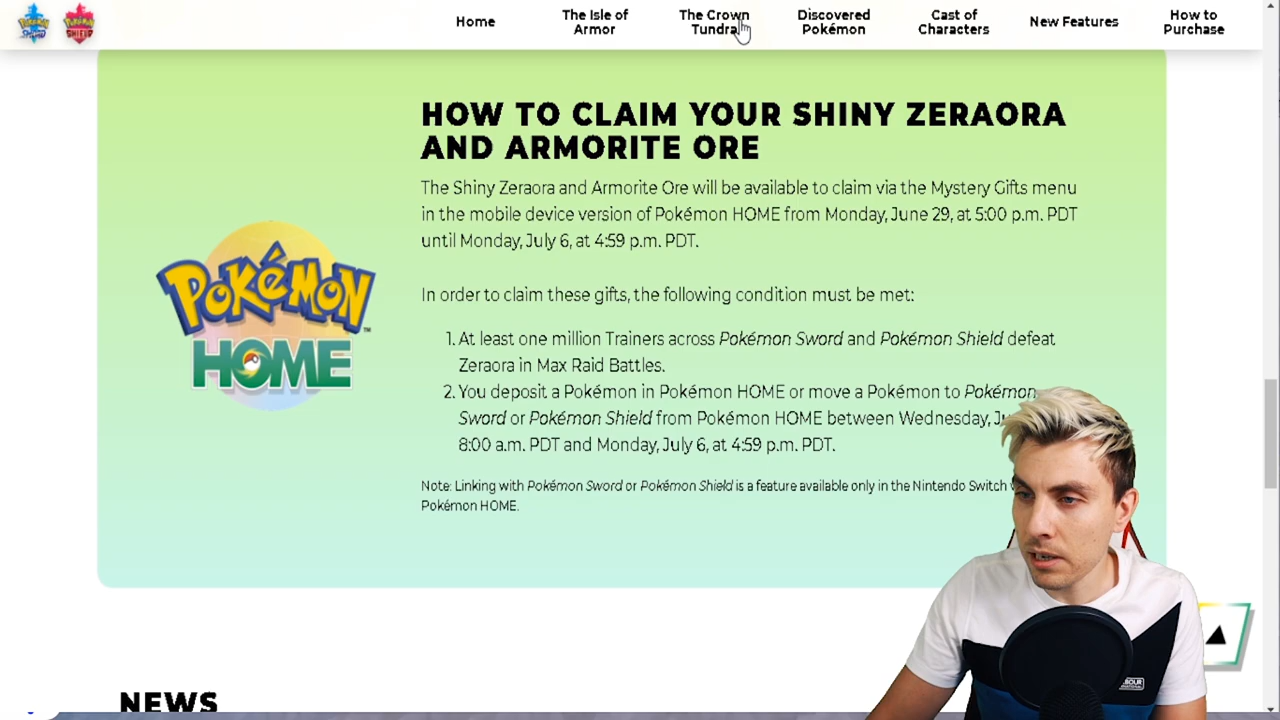 Home
The Isle of
Armor
The Crown
Tundra
Discovered
Pokémon
Cast of
Characters
New Features
How to
Purchase
HOW TO CLAIM YOUR SHINY ZERAORA
AND ARMORITE ORE
The Shiny Zeraora and Armorite Ore will be available to claim via the Mystery Gifts menu
in the mobile device version of Pokémon HOME from Monday, June 29, at 5:00 p.m. PDT
until Monday, July 6, at 4:59 p.m. PDT.
In order to claim these gifts, the following condition must be met:
1. At least one million Trainers across Pokémon Sword and Pokémon Shield defeat
Zeraora in Max Raid Battles.
2. You deposit a Pokémon in Pokémon HOME or move a Pokémon to Pokémon
Sword or Pokémon Shield from Pokémon HOME between Wednesday,
8:00 a.m. PDT and Monday, July 6, at 4:59 p.m. PDT.
Note: Linking with Pokémon Sword or Pokémon Shield is a feature available only in the Nintendo Switch
Pokémon HOME.
POKéMON
HOME
NEWS